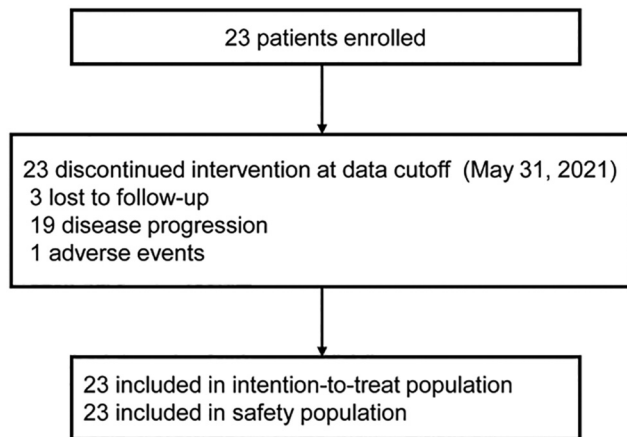 23 patients enrolled
23 discontinued intervention at data cutoff (May 31, 2021)
3 lost to follow-up
19 disease progression
1 adverse events
23 included in intention-to-treat population
23 included in safety population